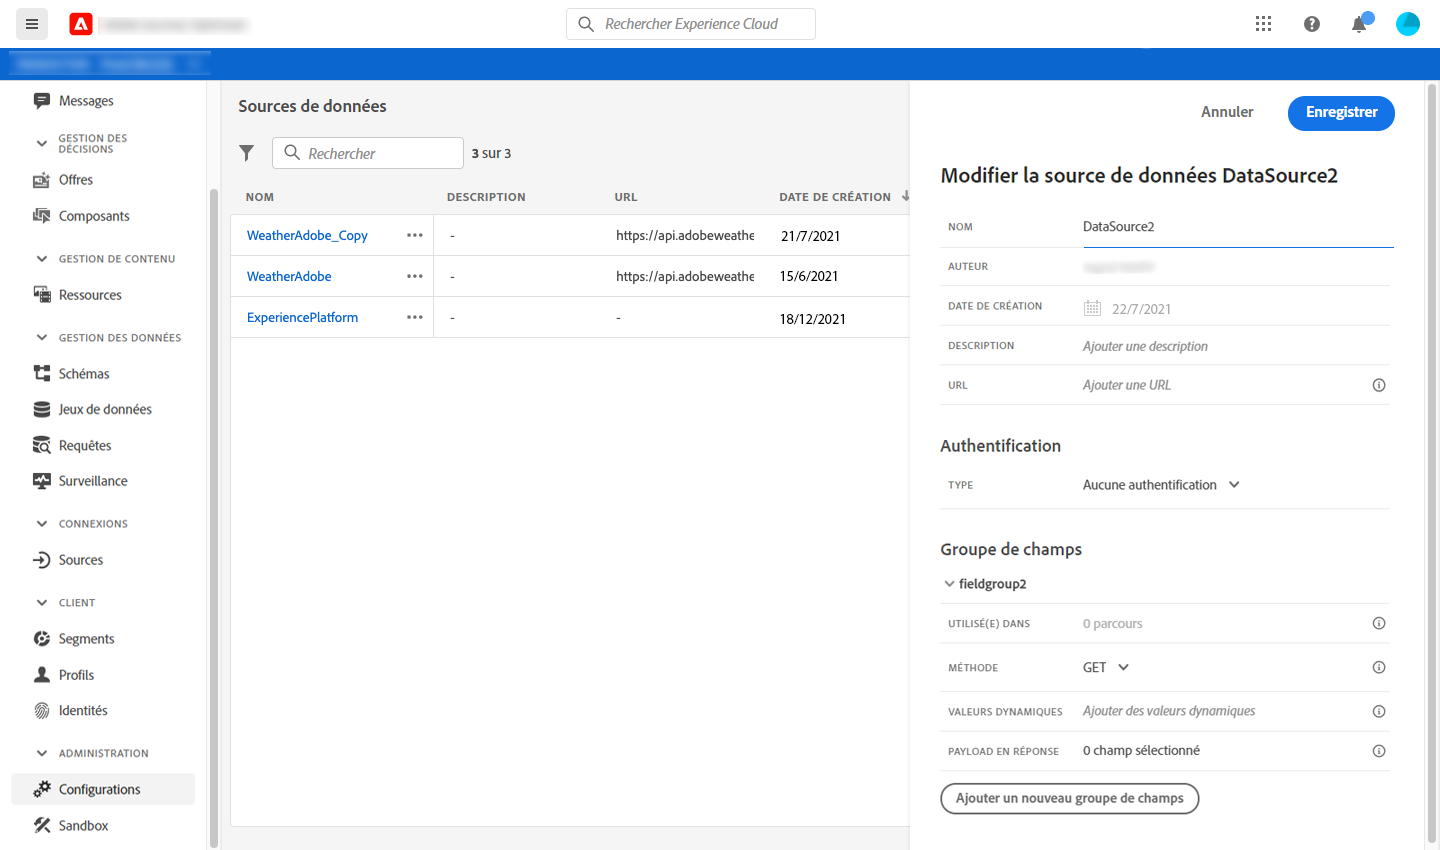 Rechercher Experience Cloud
Messages
GESTION DES
DÉCISIONS
Offres
Composants
GESTION DE CONTENU
Ressources
GESTION DES DONNÉES
Schémas
Jeux de données
Requêtes
Surveillance
CONNEXIONS
Sources
CLIENT
Segments
Profils
Identités
ADMINISTRATION
Configurations
Sandbox
Sources de données
Rechercher
3 sur 3
NOM DESCRIPTION URL DATE DE CRÉATION
WeatherAdobe_Copy - https://api.adobeweathe 21/7/2021
WeatherAdobe - https://api.adobeweathe 15/6/2021
ExperiencePlatform - - 18/12/2021
Annuler Enregistrer
Modifier la source de données DataSource2
NOM DataSource2
AUTEUR
DATE DE CRÉATION 22/7/2021
DESCRIPTION Ajouter une description
URL Ajouter une URL
Authentification
TYPE Aucune authentification
Groupe de champs
fieldgroup2
UTILISÉ(E) DANS 0 parcours
MÉTHODE GET
VALEURS DYNAMIQUES Ajouter des valeurs dynamiques
PAYLOAD EN RÉPONSE 0 champ sélectionné
Ajouter un nouveau groupe de champs